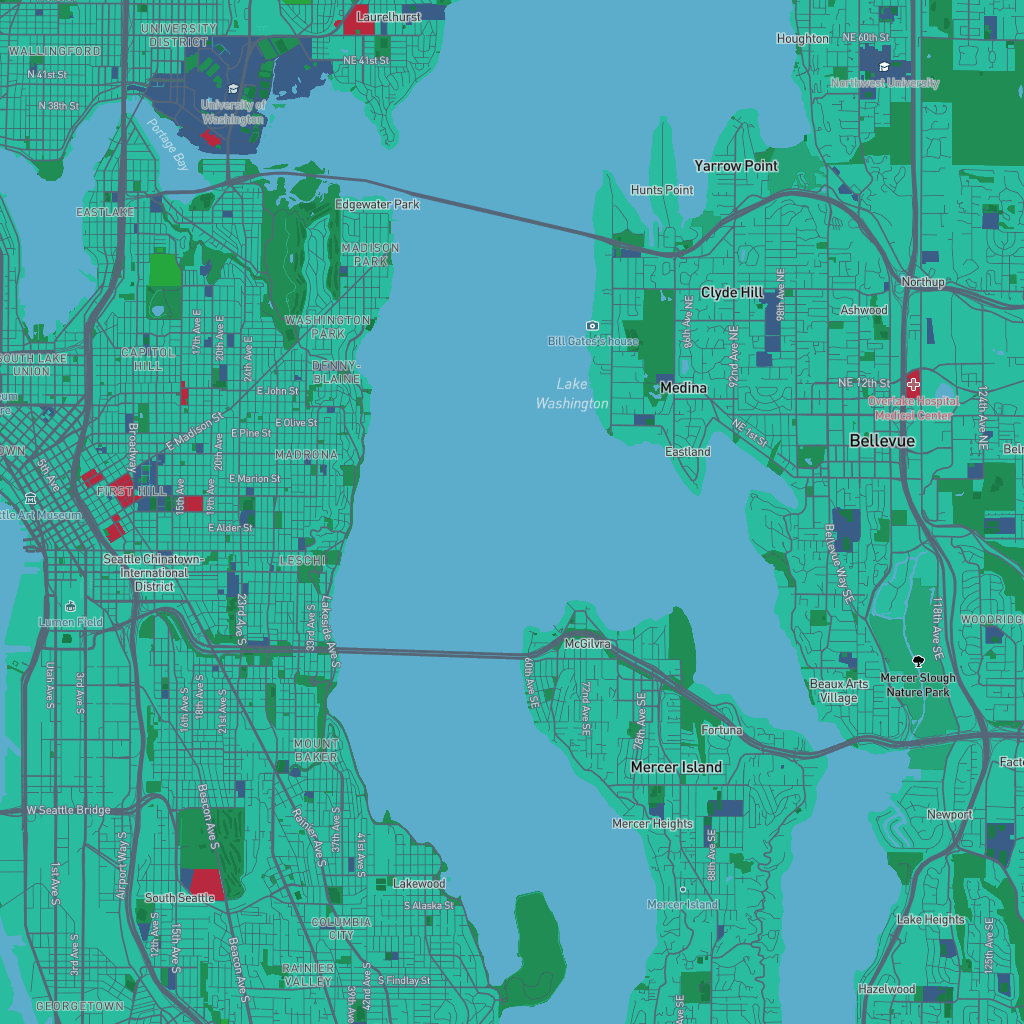 Laurelhurst
UNIVERSITY
DISTRICT
WALLINGFORD
Houghton
NE 60th St
N 41st St
NE 41st St
Northwest University
University of
Washington
N 38th St
Portage Bay
Yarrow Point
Hunts Point
Edgewater Park
EASTLAKE
MADISON
PARK
Northup
Clyde Hill
98th Ave NE
Ashwood
86th Ave NE
WASHINGTON
PARK
17th Ave E
20th Ave E
24th Ave E
Bill Gates's house
92nd Ave NE
CAPITOL
HILL
SOUTH LAKE
UNION
DENNY-
BLAINE
Lake
Washington
Medina
NE 12th St
E John St
Overlake Hospital
Medical Center
124th Ave NE
E Madison St
E Olive St
E Pine St
Broadway
NE 1st St
Bellevue
20th Ave
Eastland
MADRONA
5th Ave
E Marion St
FIRST HILL
15th Ave
19th Ave
ttle Art Museum
E Alder St
Bellevue Way SE
Seattle Chinatown-
International
District
LESCHI
Lumen Field
23rd Ave S
33rd Ave S
Lakeside Ave S
118th Ave SE
WOODRIDG
McGilvra
60th Ave SE
Mercer Slough
Nature Park
Beaux Arts
Village
Utah Ave S
3rd Ave S
16th Ave S
18th Ave S
21st Ave S
72nd Ave SE
78th Ave SE
Fortuna
MOUNT
BAKER
Mercer Island
Facto
W Seattle Bridge
Beacon Ave S
Rainier Ave S
37th Ave S
41st Ave S
Newport
Mercer Heights
88th Ave SE
Airport Way S
1st Ave S
Lakewood
South Seattle
S Alaska St
Mercer Island
Lake Heights
COLUMBIA
CITY
12th Ave S
15th Ave S
3rd Ave S
Beacon Ave S
125th Ave SE
RAINIER
VALLEY
S Findlay St
39th Ave
42nd Ave S
Hazelwood
GEORGETOWN
Ave SE